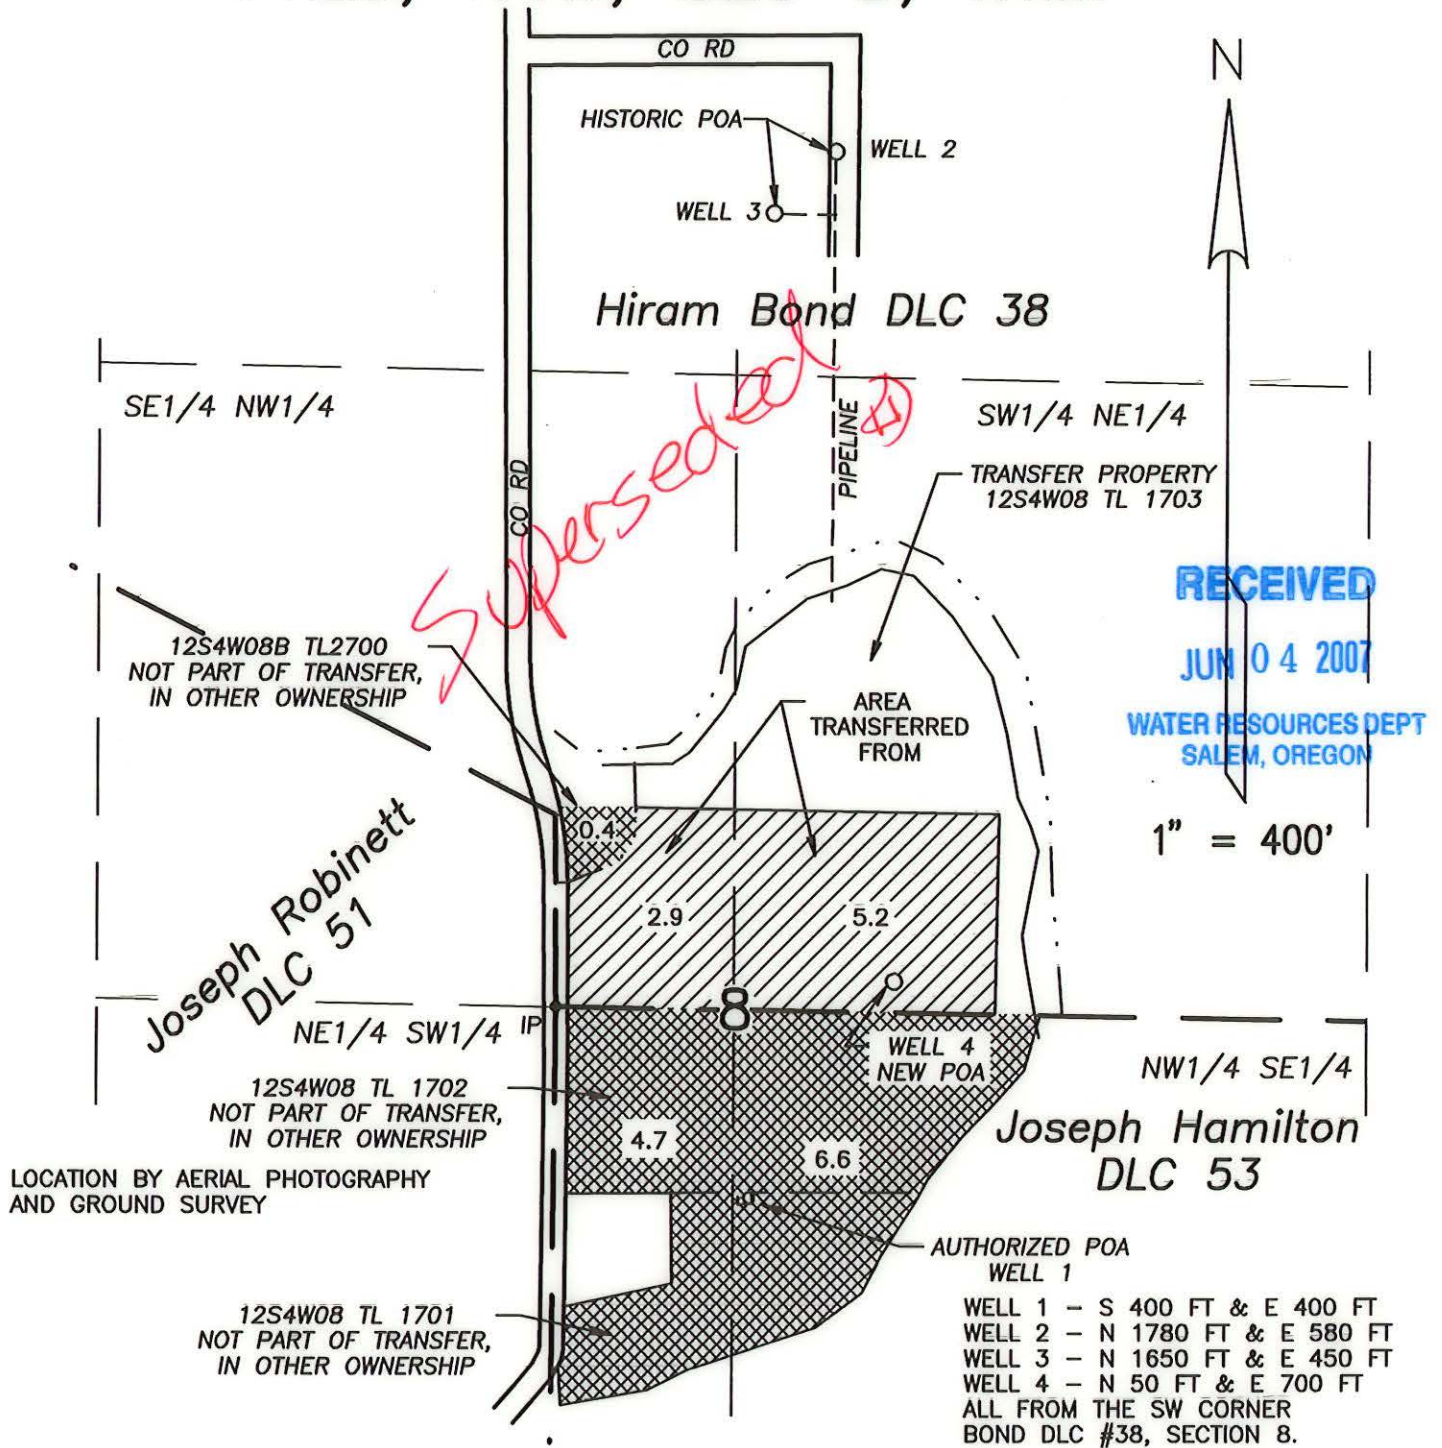 CO RD
N
HISTORIC POA
WELL 2
WELL 3
Hiram Bond DLC 38
SE1/4 NW1/4
SW1/4 NE1/4
Superseded
PIPELINE
CO RD
TRANSFER PROPERTY
12S4W08 TL 1703
RECEIVED
JUN 04 2007
WATER RESOURCES DEPT
SALEM, OREGON
12S4W08B TL2700
NOT PART OF TRANSFER,
IN OTHER OWNERSHIP
AREA
TRANSFERRED
FROM
1" = 400'
0.4
2.9
5.2
Joseph Robinett
DLC 51
8
NE1/4 SW1/4
IP
WELL 4
NEW POA
NW1/4 SE1/4
12S4W08 TL 1702
NOT PART OF TRANSFER,
IN OTHER OWNERSHIP
4.7
6.6
Joseph Hamilton
DLC 53
LOCATION BY AERIAL PHOTOGRAPHY
AND GROUND SURVEY
AUTHORIZED POA
WELL 1
12S4W08 TL 1701
NOT PART OF TRANSFER,
IN OTHER OWNERSHIP
WELL 1 - S 400 FT & E 400 FT
WELL 2 - N 1780 FT & E 580 FT
WELL 3 - N 1650 FT & E 450 FT
WELL 4 - N 50 FT & E 700 FT
ALL FROM THE SW CORNER
BOND DLC #38, SECTION 8.